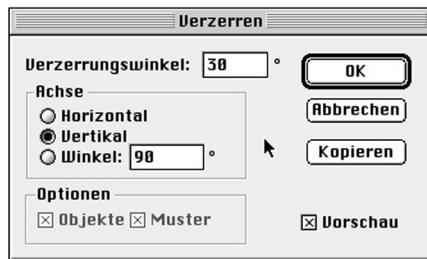 Verzerren
Verzerrungswinkel: 30 °
OK
Achse
Horizontal
Abbrechen
Vertikal
Winkel: 90 °
Kopieren
Optionen
Objekte Muster
Vorschau